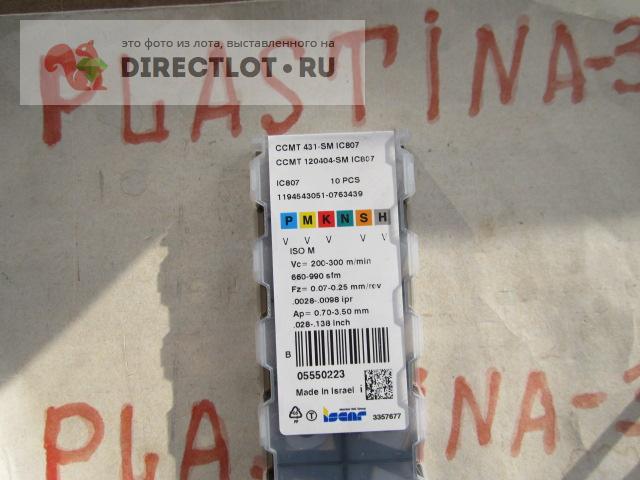 это фото из лота, выставленного на
DIRECTLOT.RU
PLASTINA-3
CCMT 431-SM IC807
CCMT 120404-SM IC807
IC807 10 PCS
1194543051-0763439
P M K N S H
V V V V V
ISO M
Vc= 200-300 m/min
660-990 sfm
Fz= 0.07-0.25 mm/rev
.0028-.0098 ipr
Ap= 0.70-3.50 mm
.028-.138 inch
B
05550223
Made in Israel i
PP T iscar 3357677
PLA INA-3